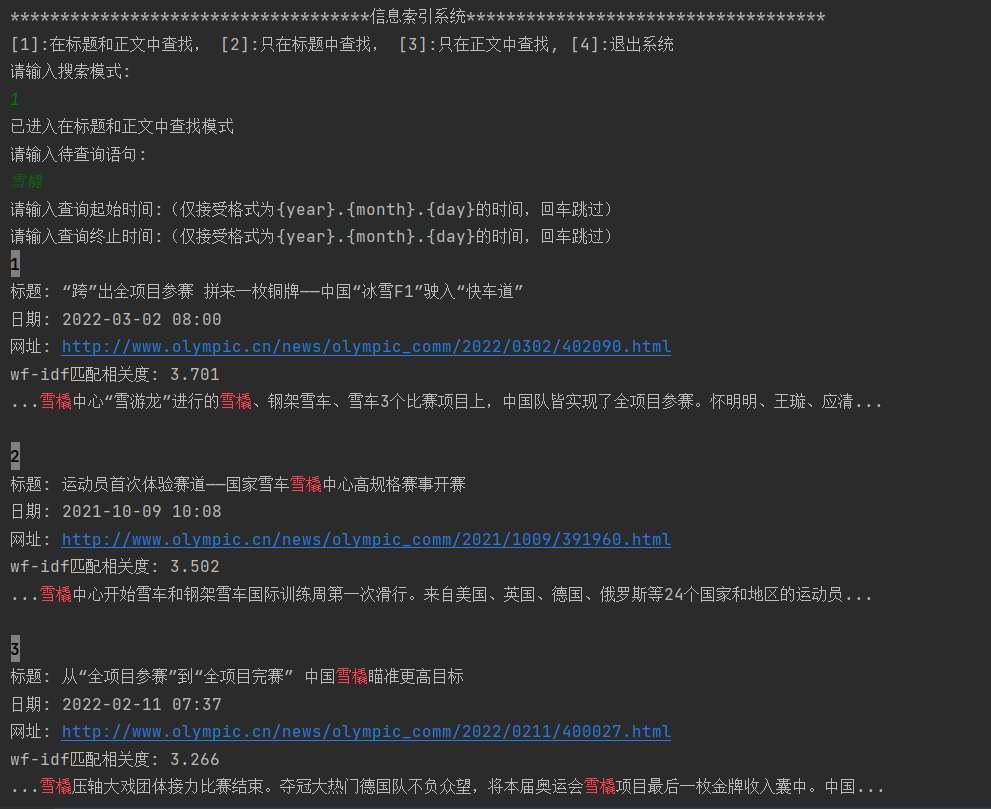 ************************************信息索引系统************************************
[1]:在标题和正文中查找， [2]:只在标题中查找， [3]:只在正文中查找, [4]:退出系统
请输入搜索模式:
1
已进入在标题和正文中查找模式
请输入待查询语句:
雪橇
请输入查询起始时间:（仅接受格式为{year}.{month}.{day}的时间，回车跳过）
请输入查询终止时间:（仅接受格式为{year}.{month}.{day}的时间，回车跳过）
1
标题: “跨”出全项目参赛 拼来一枚铜牌——中国“冰雪F1”驶入“快车道”
日期: 2022-03-02 08:00
网址: http://www.olympic.cn/news/olympic_comm/2022/0302/402090.html
wf-idf匹配相关度: 3.701
...雪橇中心“雪游龙”进行的雪橇、钢架雪车、雪车3个比赛项目上，中国队皆实现了全项目参赛。怀明明、王璇、应清...
2
标题: 运动员首次体验赛道——国家雪车雪橇中心高规格赛事开赛
日期: 2021-10-09 10:08
网址: http://www.olympic.cn/news/olympic_comm/2021/1009/391960.html
wf-idf匹配相关度: 3.502
...雪橇中心开始雪车和钢架雪车国际训练周第一次滑行。来自美国、英国、德国、俄罗斯等24个国家和地区的运动员...
3
标题: 从“全项目参赛”到“全项目完赛” 中国雪橇瞄准更高目标
日期: 2022-02-11 07:37
网址: http://www.olympic.cn/news/olympic_comm/2022/0211/400027.html
wf-idf匹配相关度: 3.266
...雪橇压轴大戏团体接力比赛结束。夺冠大热门德国队不负众望，将本届奥运会雪橇项目最后一枚金牌收入囊中。中国...